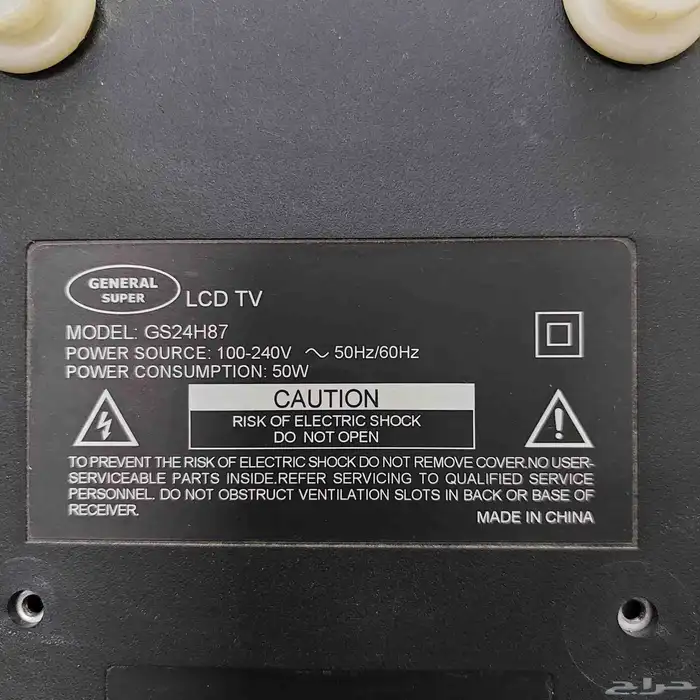 GENERAL
SUPER
LCD TV
MODEL: GS24H87
POWER SOURCE: 100-240V ～ 50Hz/60Hz
POWER CONSUMPTION: 50W
CAUTION
RISK OF ELECTRIC SHOCK
DO NOT OPEN
TO PREVENT THE RISK OF ELECTRIC SHOCK DO NOT REMOVE COVER.NO USER-
SERVICEABLE PARTS INSIDE.REFER SERVICING TO QUALIFIED SERVICE
PERSONNEL. DO NOT OBSTRUCT VENTILATION SLOTS IN BACK OR BASE OF
RECEIVER.
MADE IN CHINA
حراج